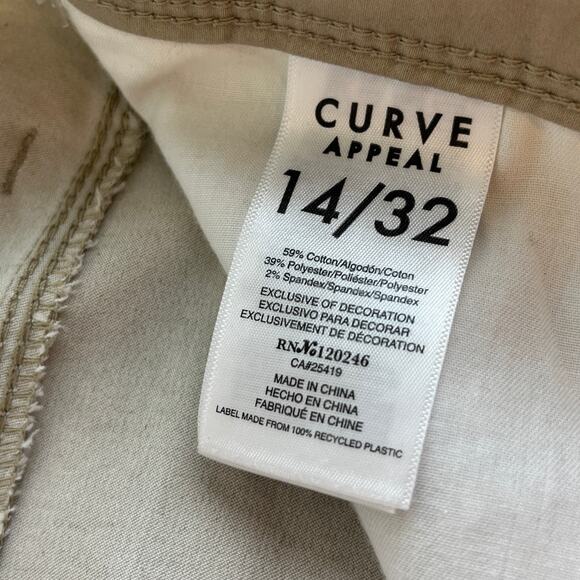 CURVE
APPEAL
14/32
59% Cotton/Algodón/Coton
39% Polyester/Poliéster/Polyester
2% Spandex/Spandex/Spandex
EXCLUSIVE OF DECORATION
EXCLUSIVO PARA DECORAR
EXCLUSIVEMENT DE DÉCORATION
RN№120246
CA#25419
MADE IN CHINA
HECHO EN CHINA
FABRIQUÉ EN CHINE
LABEL MADE FROM 100% RECYCLED PLASTIC